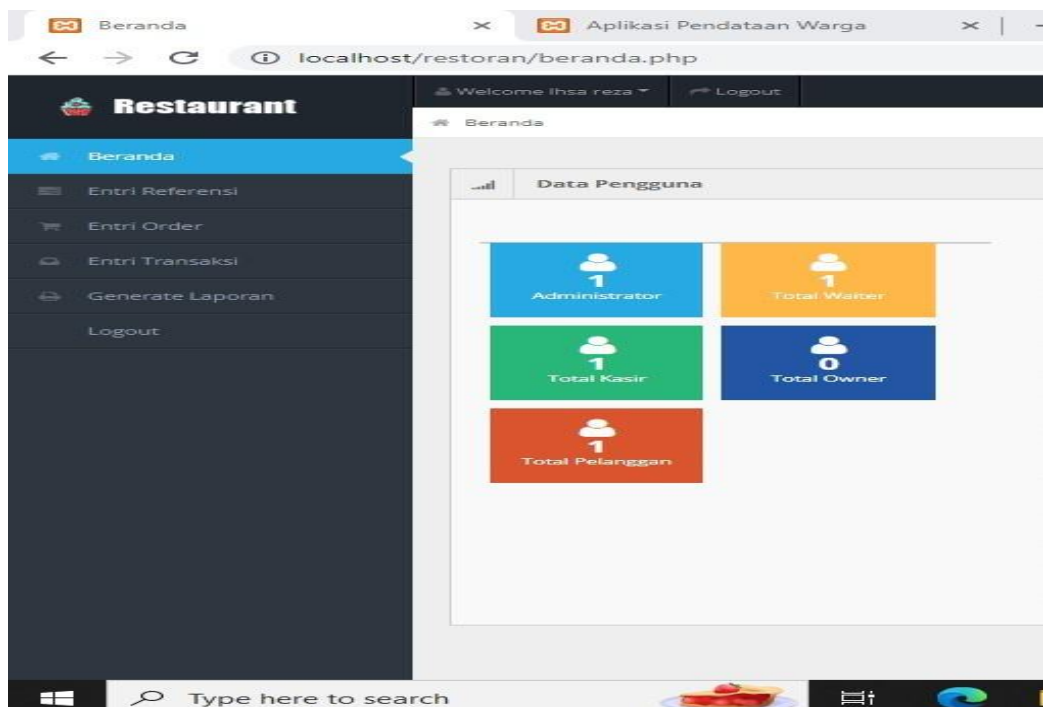 Beranda
Aplikasi Pendataan Warga
localhost/restoran/beranda.php
Restaurant
Welcome Ihsa reza
Logout
Beranda
Beranda
Entri Referensi
Entri Order
Entri Transaksi
Generate Laporan
Logout
Data Pengguna
1
Administrator
1
Total Waiter
1
Total Kasir
0
Total Owner
1
Total Pelanggan
Type here to search